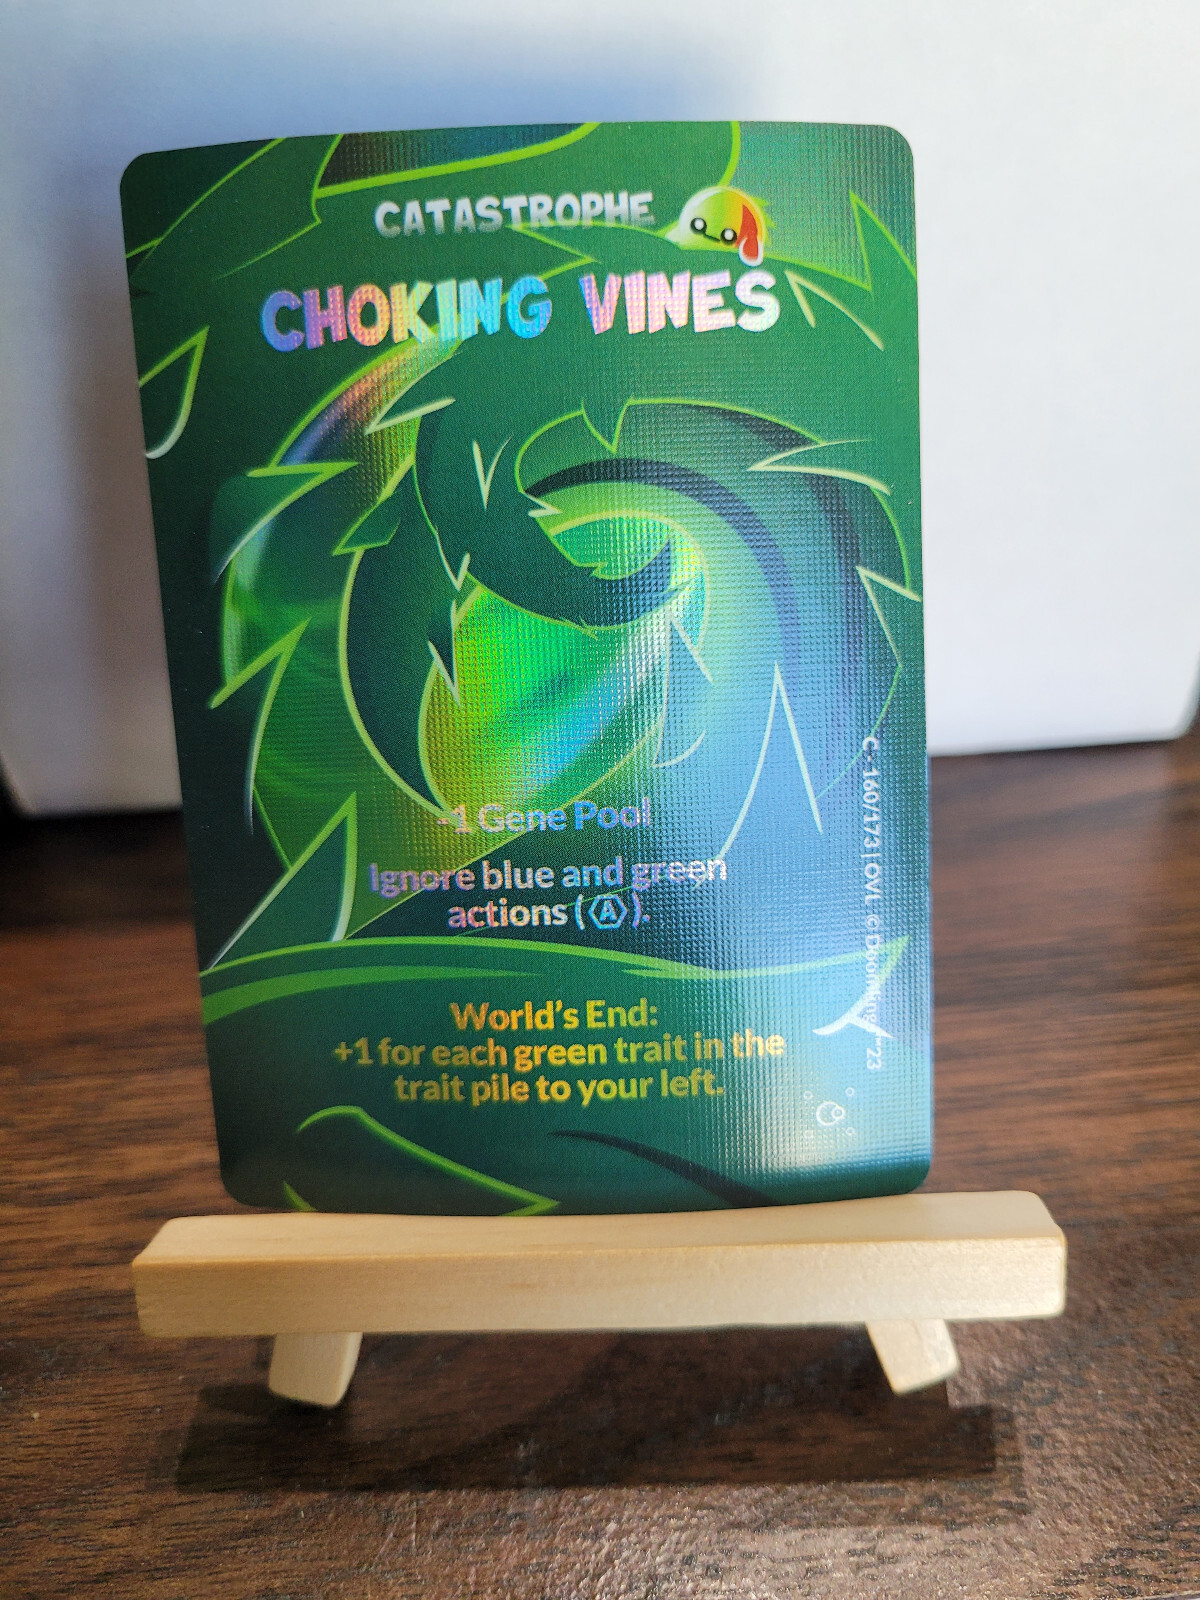 CATASTROPHE
CHOKING VINES
-1 Gene Pool
Ignore blue and green
actions (A).
World's End:
+1 for each green trait in the
trait pile to your left.
C - 160/173 | OVL © Doomlings™ 23